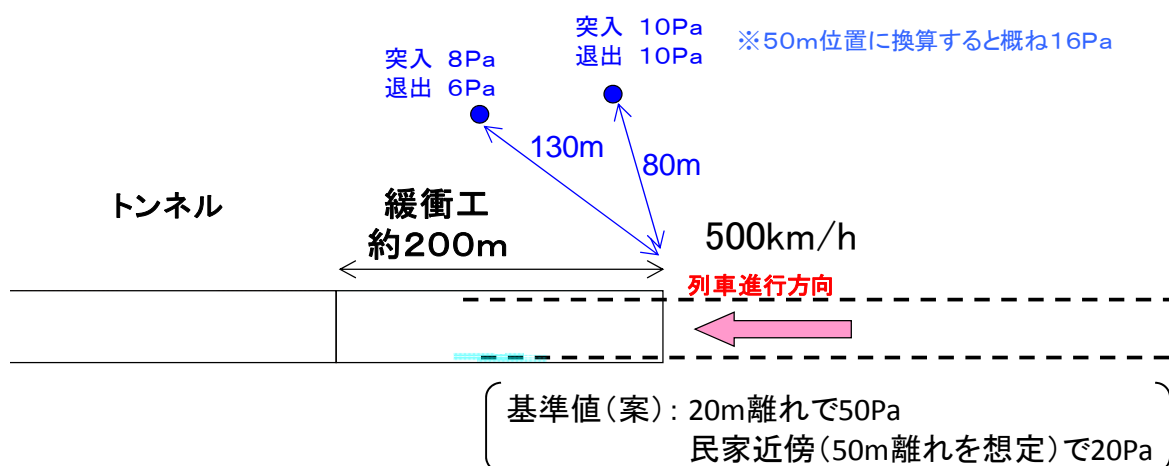 突入 10Pa
退出 10Pa
※50m位置に換算すると概ね16Pa
突入 8Pa
退出 6Pa
130m
80m
トンネル
緩衝工
約200m
500km/h
列車進行方向
基準値(案): 20m離れで50Pa
民家近傍(50m離れを想定)で20Pa